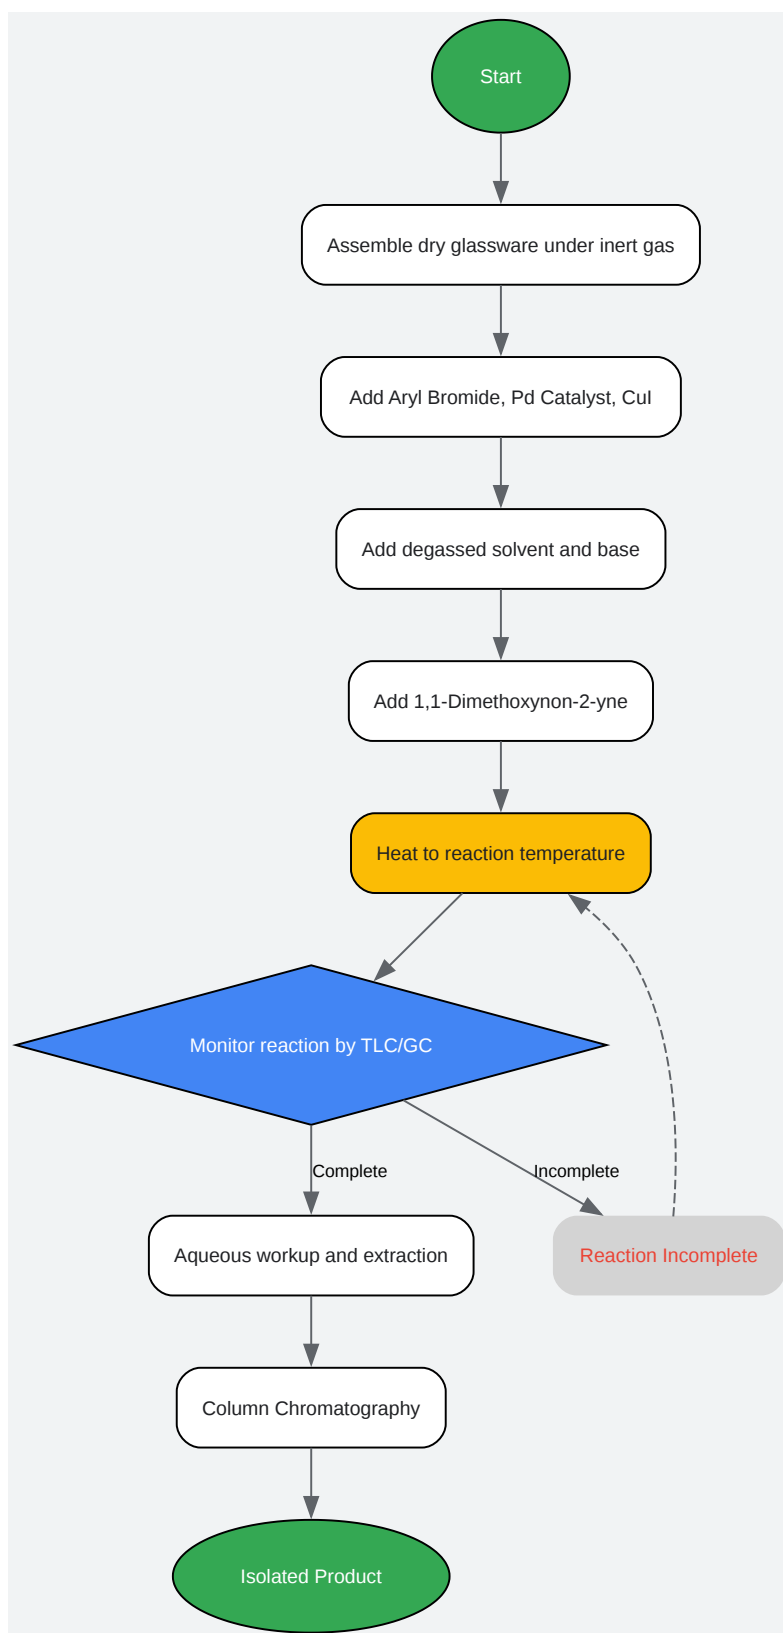 Start
Assemble dry glassware under inert gas
Add Aryl Bromide, Pd Catalyst, CuI
Add degassed solvent and base
Add 1,1-Dimethoxynon-2-yne
Heat to reaction temperature
Monitor reaction by TLC/GC
Complete
Incomplete
Aqueous workup and extraction
Reaction Incomplete
Column Chromatography
Isolated Product